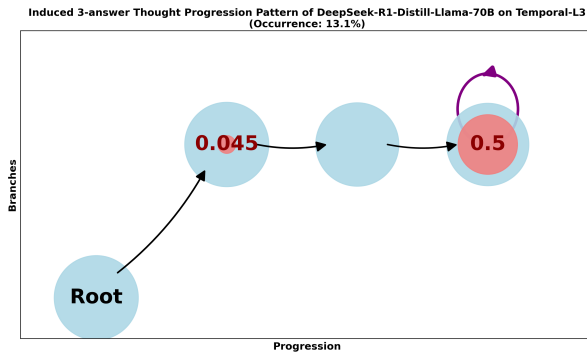 Induced 3-answer Thought Progression Pattern of DeepSeek-R1-Distill-Llama-70B on Temporal-L3
(Occurrence: 13.1%)
Branches
0.045
0.5
Root
Progression